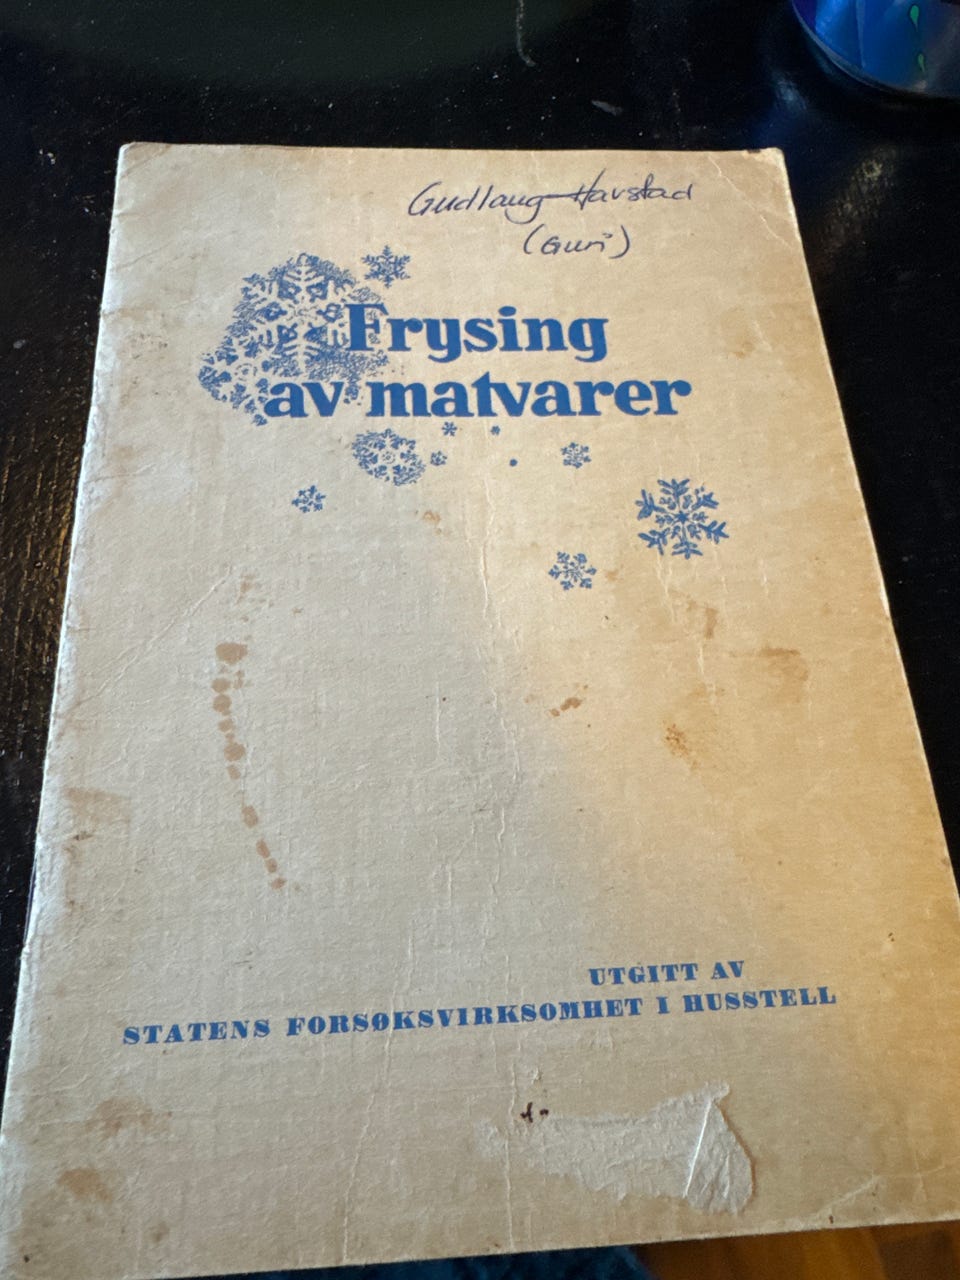 Gudlaug Havstad
(Guri)
Frysing
av matvarer
UTGITT AV
STATENS FORSØKSVIRKSOMHET I HUSSTELL